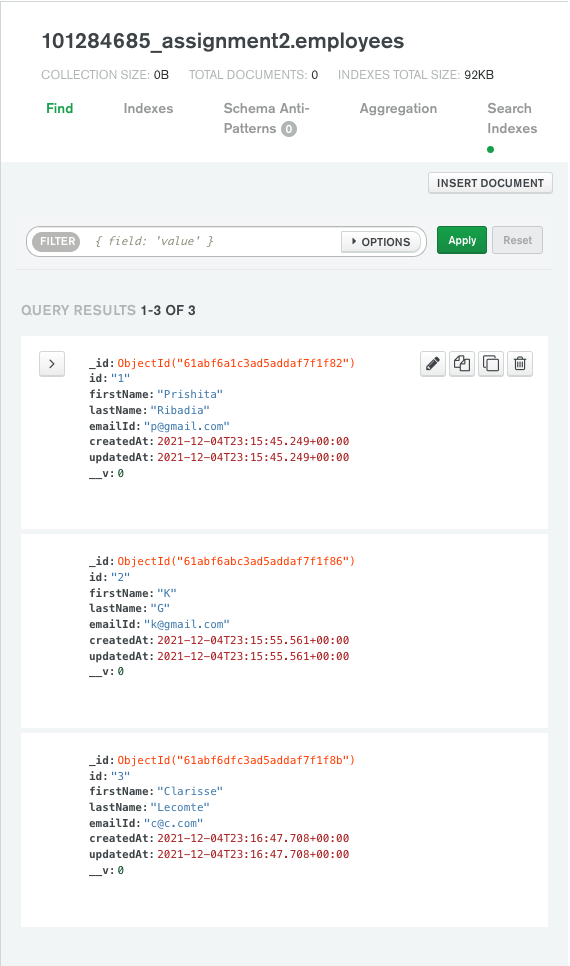 101284685_assignment2.employees
COLLECTION SIZE: 0B TOTAL DOCUMENTS: 0 INDEXES TOTAL SIZE: 92KB
Find Indexes Schema Anti-Patterns 0 Aggregation Search Indexes
INSERT DOCUMENT
FILTER { field: 'value' } OPTIONS Apply Reset
QUERY RESULTS 1-3 OF 3
_id: ObjectId("61abf6a1c3ad5addaf7f1f82")
id: "1"
firstName: "Prishita"
lastName: "Ribadia"
emailId: "p@gmail.com"
createdAt: 2021-12-04T23:15:45.249+00:00
updatedAt: 2021-12-04T23:15:45.249+00:00
__v: 0
_id: ObjectId("61abf6abc3ad5addaf7f1f86")
id: "2"
firstName: "K"
lastName: "G"
emailId: "k@gmail.com"
createdAt: 2021-12-04T23:15:55.561+00:00
updatedAt: 2021-12-04T23:15:55.561+00:00
__v: 0
_id: ObjectId("61abf6dfc3ad5addaf7f1f8b")
id: "3"
firstName: "Clarisse"
lastName: "Lecomte"
emailId: "c@c.com"
createdAt: 2021-12-04T23:16:47.708+00:00
updatedAt: 2021-12-04T23:16:47.708+00:00
__v: 0